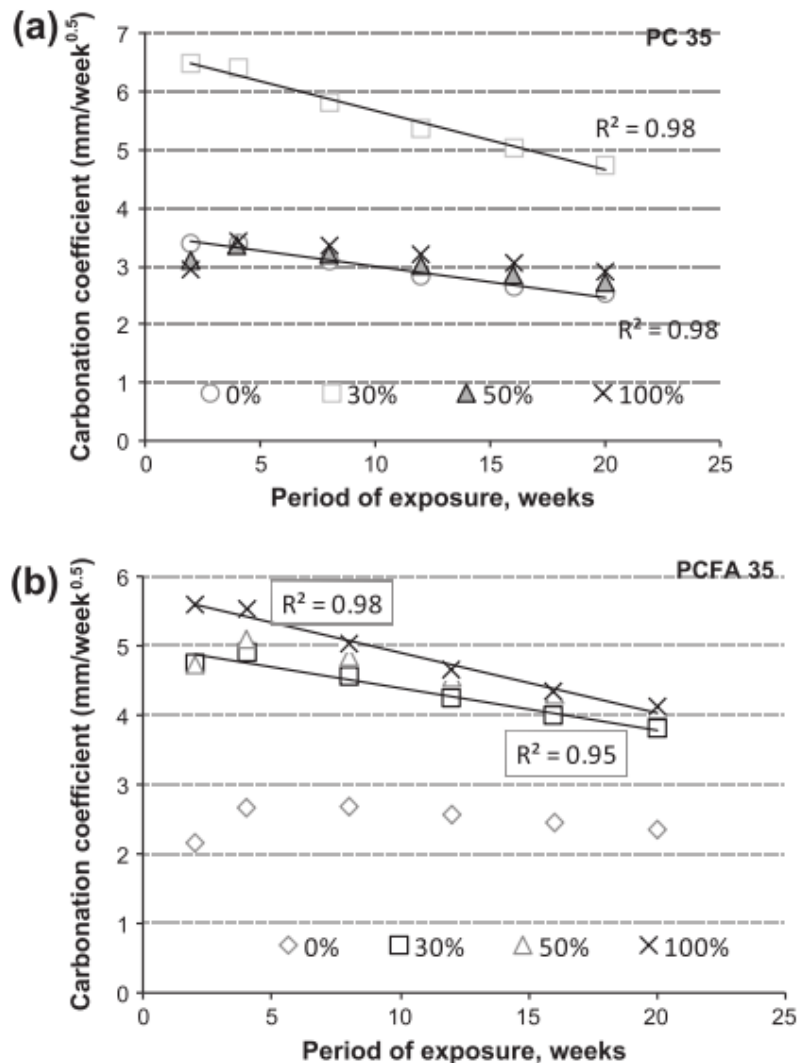 (a)
PC 35
Carbonation coefficient (mm/week^0.5)
7
6
5
4
3
2
1
0
R² = 0.98
R² = 0.98
0% 30% 50% 100%
0 5 10 15 20 25
Period of exposure, weeks
(b)
PCFA 35
Carbonation coefficient (mm/week^0.5)
6
5
4
3
2
1
0
R² = 0.98
R² = 0.95
0% 30% 50% 100%
0 5 10 15 20
Period of exposure, weeks